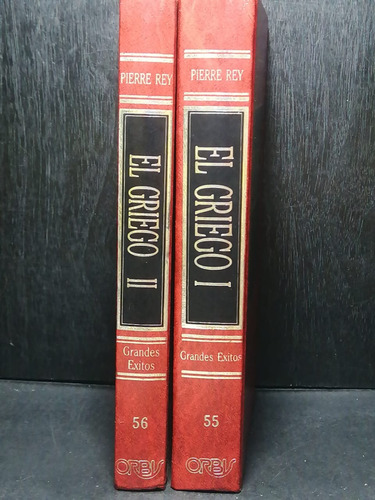 PIERRE REY
EL GRIEGO II
Grandes
Exitos
56
ORBIS
PIERRE REY
EL GRIEGO I
Grandes Exitos
55
ORBIS